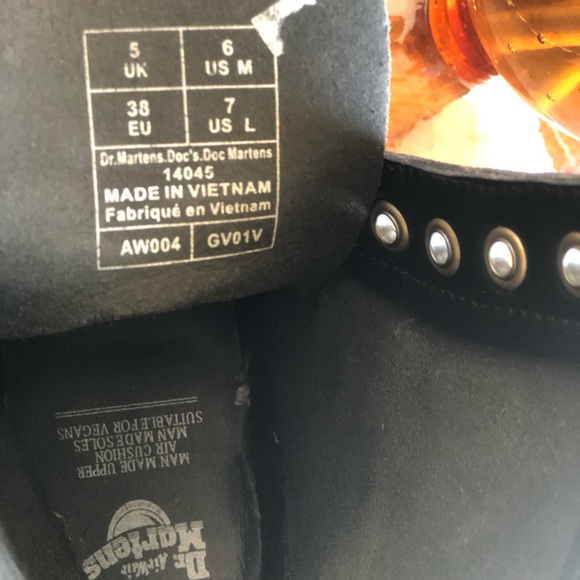 5 6
UK US M
38 7
EU US L
Dr.Martens.Doc's.Doc Martens
14045
MADE IN VIETNAM
Fabriqué en Vietnam
AW004 GV01V
Dr. Martens
AirWair
MAN MADE UPPER
AIR CUSHION
MAN MADE SOLES
SUITABLE FOR VEGANS